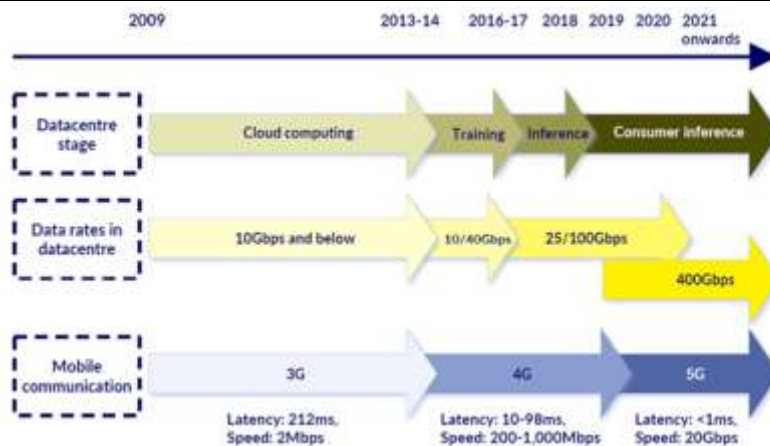 2009 2013-14 2016-17 2018 2019 2020 2021
onwards
Datacentre
stage
Cloud computing Training Inference Consumer inference
Data rates in
datacentre
10Gbps and below 10/40Gbps 25/100Gbps
400Gbps
Mobile
communication
3G 4G 5G
Latency: 212ms, Latency: 10-98ms, Latency: <1ms,
Speed: 2Mbps Speed: 200-1,000Mbps Speed: 20Gbps